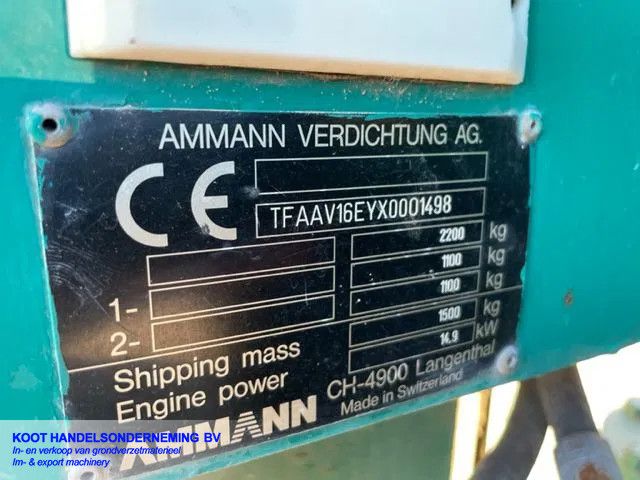 AMMANN VERDICHTUNG AG.
CE
TFAAV16EYX0001498
2200 kg
1- 1100 kg
2- 1100 kg
Shipping mass 1500 kg
Engine power 14.9 kW
AMMANN CH-4900 Langenthal
Made in Switzerland
KOOT HANDELSONDERNEMING BV
In- en verkoop van grondverzetmaterieel
Im- & export machinery